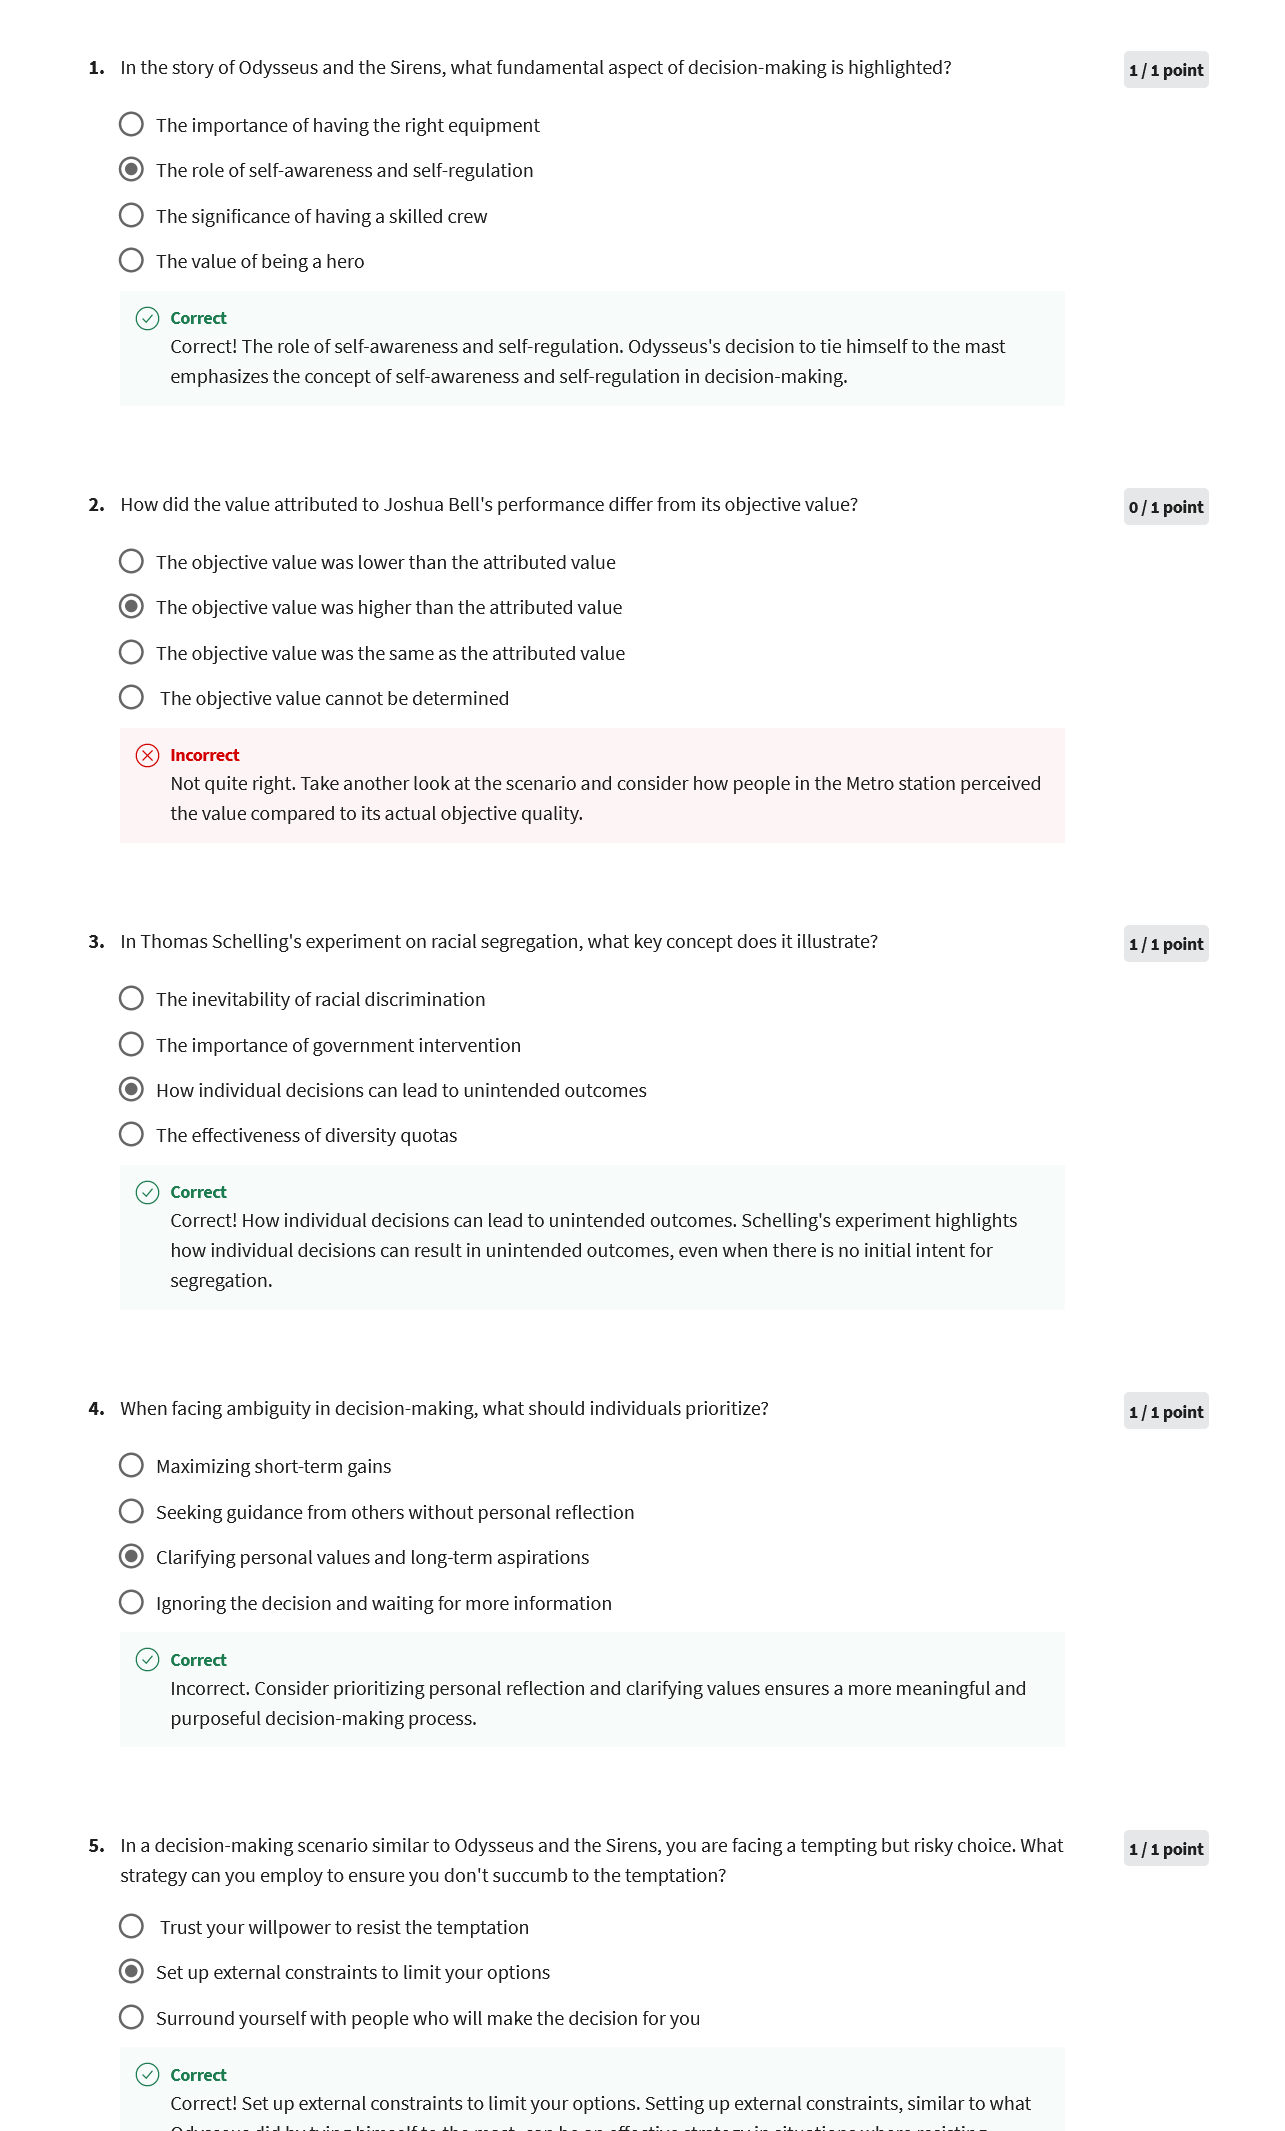 1. In the story of Odysseus and the Sirens, what fundamental aspect of decision-making is highlighted?
1 / 1 point
The importance of having the right equipment
The role of self-awareness and self-regulation
The significance of having a skilled crew
The value of being a hero
Correct
Correct! The role of self-awareness and self-regulation. Odysseus's decision to tie himself to the mast
emphasizes the concept of self-awareness and self-regulation in decision-making.
2. How did the value attributed to Joshua Bell's performance differ from its objective value?
0 / 1 point
The objective value was lower than the attributed value
The objective value was higher than the attributed value
The objective value was the same as the attributed value
The objective value cannot be determined
Incorrect
Not quite right. Take another look at the scenario and consider how people in the Metro station perceived
the value compared to its actual objective quality.
3. In Thomas Schelling's experiment on racial segregation, what key concept does it illustrate?
1 / 1 point
The inevitability of racial discrimination
The importance of government intervention
How individual decisions can lead to unintended outcomes
The effectiveness of diversity quotas
Correct
Correct! How individual decisions can lead to unintended outcomes. Schelling's experiment highlights
how individual decisions can result in unintended outcomes, even when there is no initial intent for
segregation.
4. When facing ambiguity in decision-making, what should individuals prioritize?
1 / 1 point
Maximizing short-term gains
Seeking guidance from others without personal reflection
Clarifying personal values and long-term aspirations
Ignoring the decision and waiting for more information
Correct
Incorrect. Consider prioritizing personal reflection and clarifying values ensures a more meaningful and
purposeful decision-making process.
5. In a decision-making scenario similar to Odysseus and the Sirens, you are facing a tempting but risky choice. What
1 / 1 point
strategy can you employ to ensure you don't succumb to the temptation?
Trust your willpower to resist the temptation
Set up external constraints to limit your options
Surround yourself with people who will make the decision for you
Correct
Correct! Set up external constraints to limit your options. Setting up external constraints, similar to what